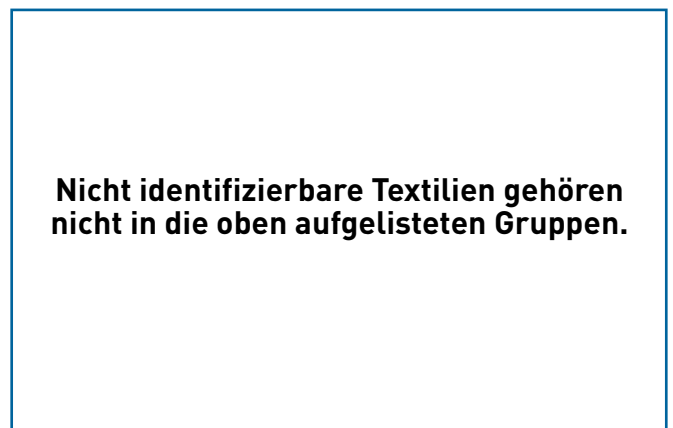 Nicht identifizierbare Textilien gehören
nicht in die oben aufgelisteten Gruppen.